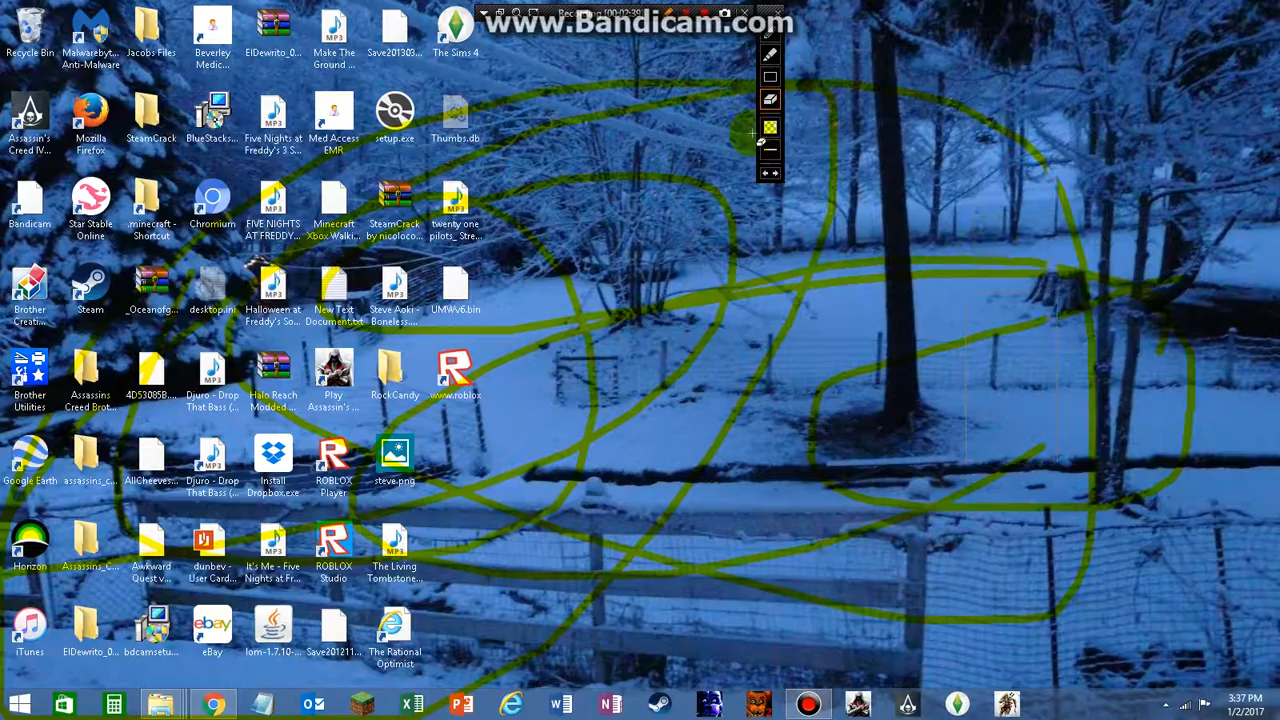 Recording [00:02:39]
www.Bandicam.com
Recycle Bin
Malwarebyt...
Anti-Malware
Jacobs Files
Beverley
Medic...
ElDewrito_0...
Make The
Ground ...
Save201303...
The Sims 4
Assassin's
Creed IV...
Mozilla
Firefox
SteamCrack
BlueStacks...
Five Nights at
Freddy's 3 S...
Med Access
EMR
setup.exe
Thumbs.db
Bandicam
Star Stable
Online
.minecraft -
Shortcut
Chromium
FIVE NIGHTS
AT FREDDY...
Minecraft
Xbox Walki...
SteamCrack
by nicoloco...
twenty one
pilots_ Stre...
Brother
Creati...
Steam
_Oceanofg...
desktop.ini
Halloween at
Freddy's So...
New Text
Document.txt
Steve Aoki -
Boneless...
UMWv6.bin
Brother
Utilities
Assassins
Creed Brot...
4D53085B...
Djuro - Drop
That Bass (...
Halo Reach
Modded ...
Play
Assassin's ...
RockCandy
www.roblox
Google Earth
assassins_c...
AllCheeves...
Djuro - Drop
That Bass (...
Install
Dropbox.exe
ROBLOX
Player
steve.png
Horizon
Assassins_C...
Awkward
Quest v...
dunbev -
User Card...
It's Me - Five
Nights at Fr...
ROBLOX
Studio
The Living
Tombstone...
iTunes
ElDewrito_0...
bdcamsetu...
eBay
lom-1.7.10-...
Save201211...
The Rational
Optimist
3:37 PM
1/2/2017